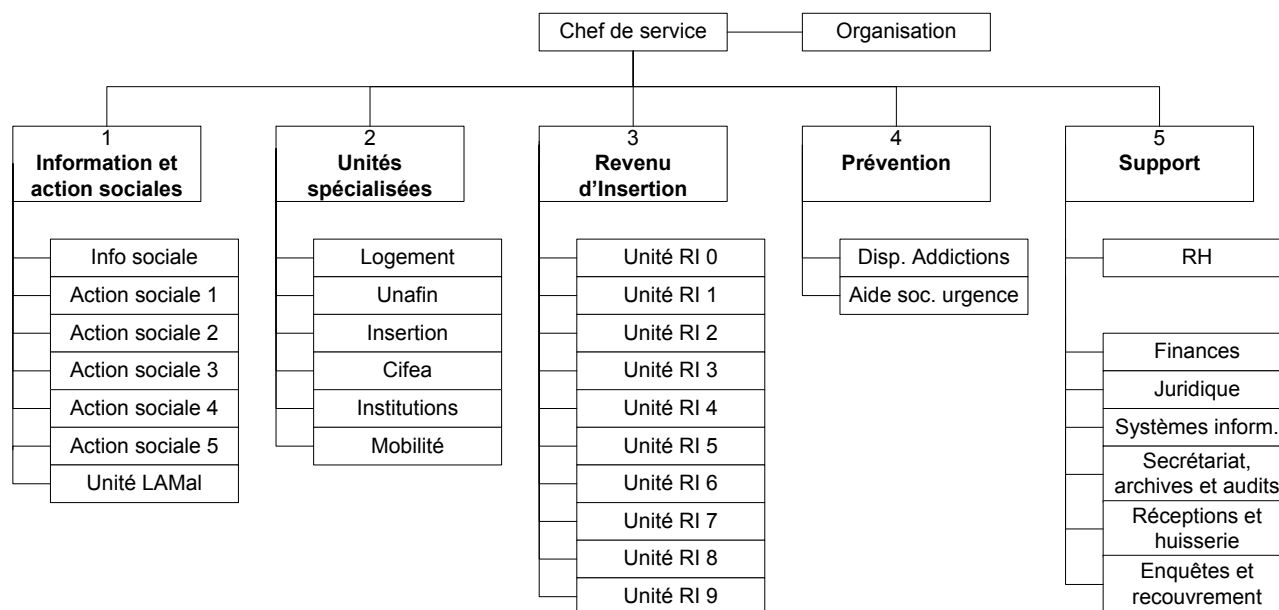 Chef de service
Organisation
1
Information et
action sociales
Info sociale
Action sociale 1
Action sociale 2
Action sociale 3
Action sociale 4
Action sociale 5
Unité LAMal
2
Unités
spécialisées
Logement
Unafin
Insertion
Cifea
Institutions
Mobilité
3
Revenu
d'Insertion
Unité RI 0
Unité RI 1
Unité RI 2
Unité RI 3
Unité RI 4
Unité RI 5
Unité RI 6
Unité RI 7
Unité RI 8
Unité RI 9
4
Prévention
Disp. Addictions
Aide soc. urgence
5
Support
RH
Finances
Juridique
Systèmes inform.
Secrétariat,
archives et audits
Réceptions et
huisserie
Enquêtes et
recouvrement